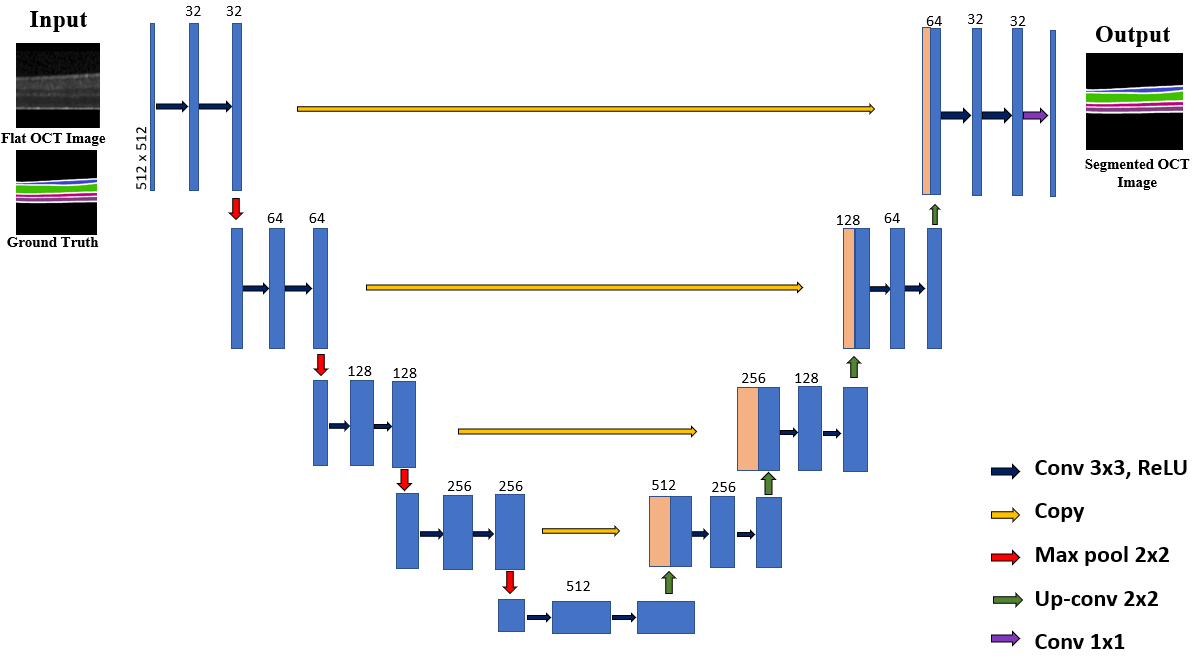 Input
Flat OCT Image
Ground Truth
512 x 512
32
32
64
64
128
128
256
256
512
512
256
256
128
128
64
64
32
32
Output
Segmented OCT
Image
Conv 3x3, ReLU
Copy
Max pool 2x2
Up-conv 2x2
Conv 1x1